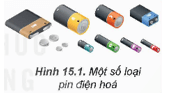 Hình 15.1. Một số loại
pin điện hoá